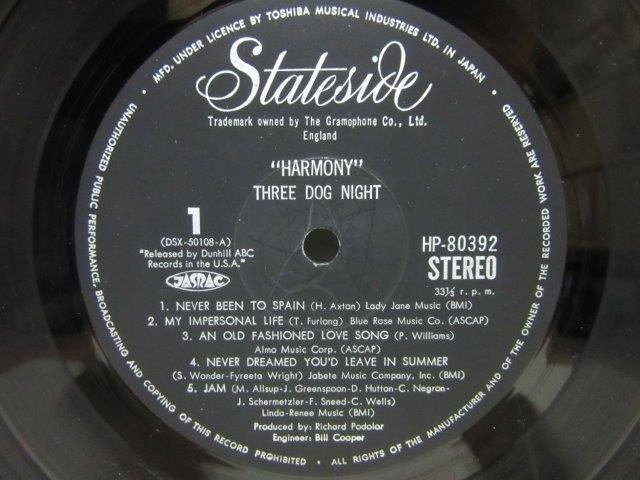 • MFD. UNDER LICENCE BY TOSHIBA MUSICAL INDUSTRIES LTD. IN JAPAN •
Stateside
Trademark owned by The Gramophone Co., Ltd.
England
"HARMONY"
THREE DOG NIGHT
1
(DSX-50108-A)
"Released by Dunhill ABC
Records in the U.S.A."
JASRAC
HP-80392
STEREO
33⅓ r. p. m.
1. NEVER BEEN TO SPAIN (H. Axton) Lady Jane Music (BMI)
2. MY IMPERSONAL LIFE (T. Furlong) Blue Rose Music Co. (ASCAP)
3. AN OLD FASHIONED LOVE SONG (P. Williams)
Almo Music Corp. (ASCAP)
4. NEVER DREAMED YOU'D LEAVE IN SUMMER
(S. Wonder-Fyreeta Wright) Jobete Music Company, Inc. (BMI)
5. JAM (M. Allsup-J. Greenspoon-D. Hutton-C. Negron-
J. Schermetzler-F. Sneed-C. Wells)
Linda-Renee Music (BMI)
Produced by: Richard Podolor
Engineer: Bill Cooper
UNAUTHORIZED PUBLIC PERFORMANCE, BROADCASTING AND COPYING OF THIS RECORD PROHIBITED • ALL RIGHTS OF THE MANUFACTURER AND OF THE OWNER OF THE RECORDED WORK ARE RESERVED